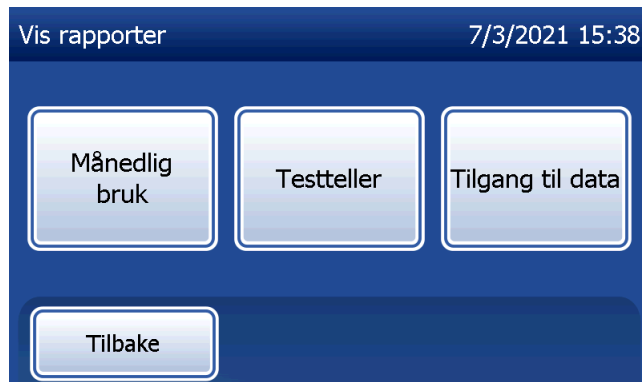 Vis rapporter
7/3/2021 15:38
Månedlig
bruk
Testteller
Tilgang til data
Tilbake